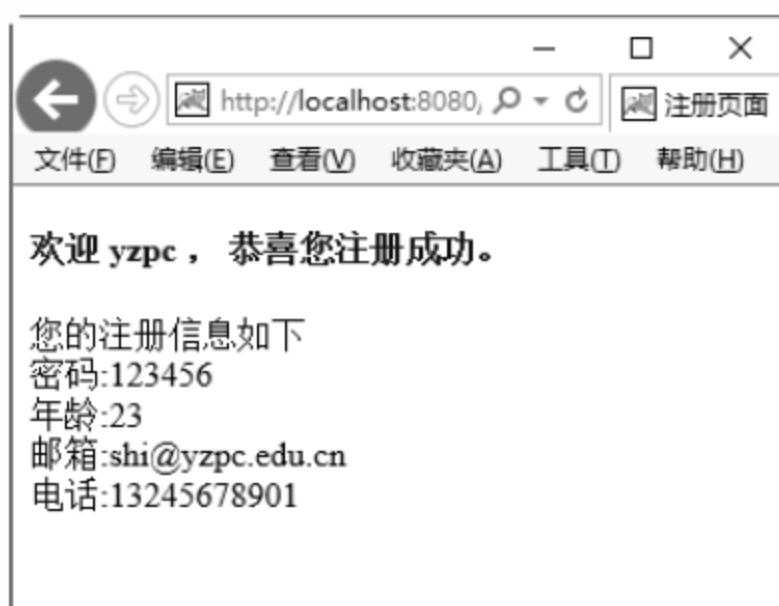 http://localhost:8080,
注册页面
文件(F) 编辑(E) 查看(V) 收藏夹(A) 工具(T) 帮助(H)
欢迎 yzpc ， 恭喜您注册成功。
您的注册信息如下
密码:123456
年龄:23
邮箱:shi@yzpc.edu.cn
电话:13245678901